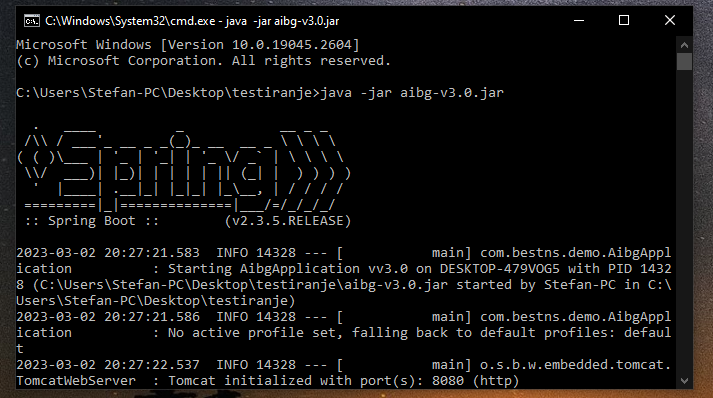 C:\Windows\System32\cmd.exe - java -jar aibg-v3.0.jar
Microsoft Windows [Version 10.0.19045.2604]
(c) Microsoft Corporation. All rights reserved.
C:\Users\Stefan-PC\Desktop\testiranje>java -jar aibg-v3.0.jar
  .   ____          _            __ _ _
 /\\ / ___'_ __ _ _(_)_ __  __ _ \ \ \ \
( ( )\___ | '_ | '_| | '_ \/ _` | \ \ \ \
 \\/  ___)| |_)| | | | | || (_| |  ) ) ) )
  '  |____| .__|_| |_|_| |_\__, | / / / /
 =========|_|==============|___/=/_/_/_/
 :: Spring Boot ::        (v2.3.5.RELEASE)
2023-03-02 20:27:21.583  INFO 14328 --- [           main] com.bestns.demo.AibgAppl
ication          : Starting AibgApplication vv3.0 on DESKTOP-479VOG5 with PID 1432
8 (C:\Users\Stefan-PC\Desktop\testiranje\aibg-v3.0.jar started by Stefan-PC in C:\
Users\Stefan-PC\Desktop\testiranje)
2023-03-02 20:27:21.586  INFO 14328 --- [           main] com.bestns.demo.AibgAppl
ication          : No active profile set, falling back to default profiles: defaul
t
2023-03-02 20:27:22.537  INFO 14328 --- [           main] o.s.b.w.embedded.tomcat.
TomcatWebServer  : Tomcat initialized with port(s): 8080 (http)